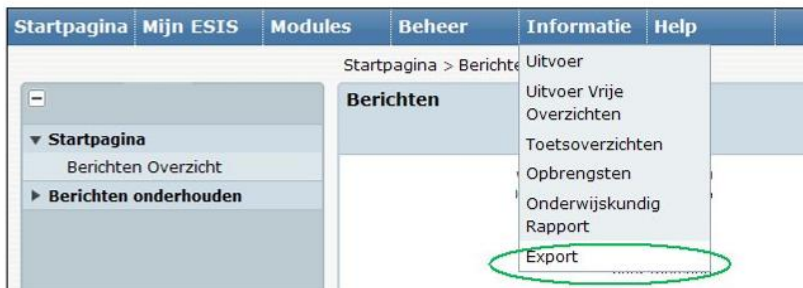 Startpagina Mijn ESIS Modules Beheer Informatie Help
Startpagina > Berichte
Berichten
Startpagina
Berichten Overzicht
Berichten onderhouden
Uitvoer
Uitvoer Vrije
Overzichten
Toetsoverzichten
Opbrengsten
Onderwijskundig
Rapport
Export